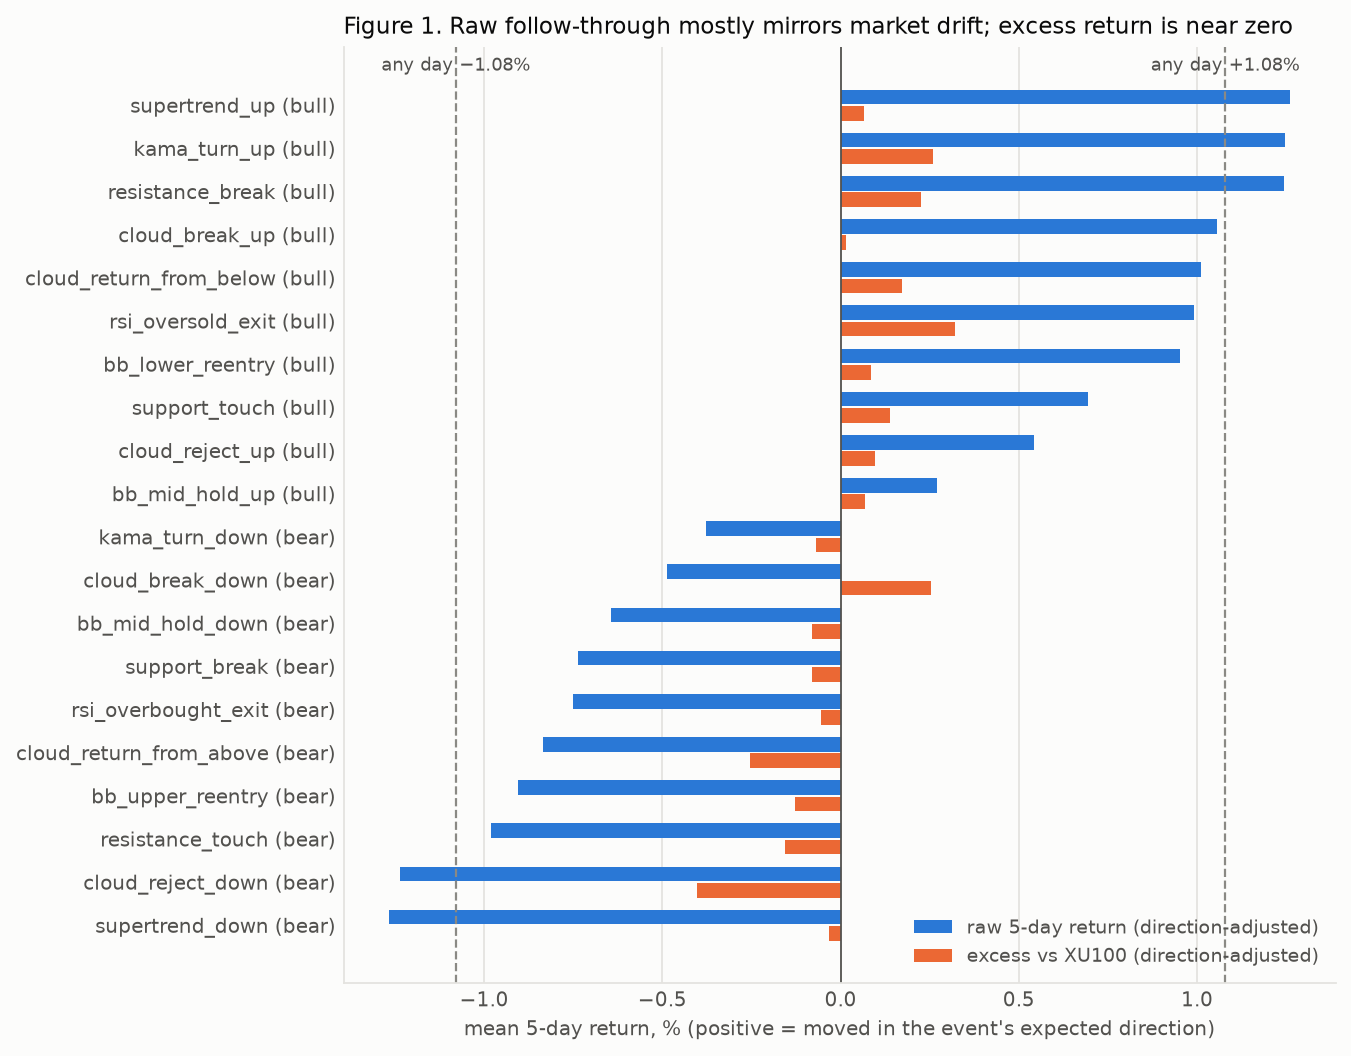 Figure 1. Raw follow-through mostly mirrors market drift; excess return is near zero
any day −1.08%
any day +1.08%
supertrend_up (bull)
kama_turn_up (bull)
resistance_break (bull)
cloud_break_up (bull)
cloud_return_from_below (bull)
rsi_oversold_exit (bull)
bb_lower_reentry (bull)
support_touch (bull)
cloud_reject_up (bull)
bb_mid_hold_up (bull)
kama_turn_down (bear)
cloud_break_down (bear)
bb_mid_hold_down (bear)
support_break (bear)
rsi_overbought_exit (bear)
cloud_return_from_above (bear)
bb_upper_reentry (bear)
resistance_touch (bear)
cloud_reject_down (bear)
supertrend_down (bear)
raw 5-day return (direction-adjusted)
excess vs XU100 (direction-adjusted)
−1.0 −0.5 0.0 0.5 1.0
mean 5-day return, % (positive = moved in the event's expected direction)